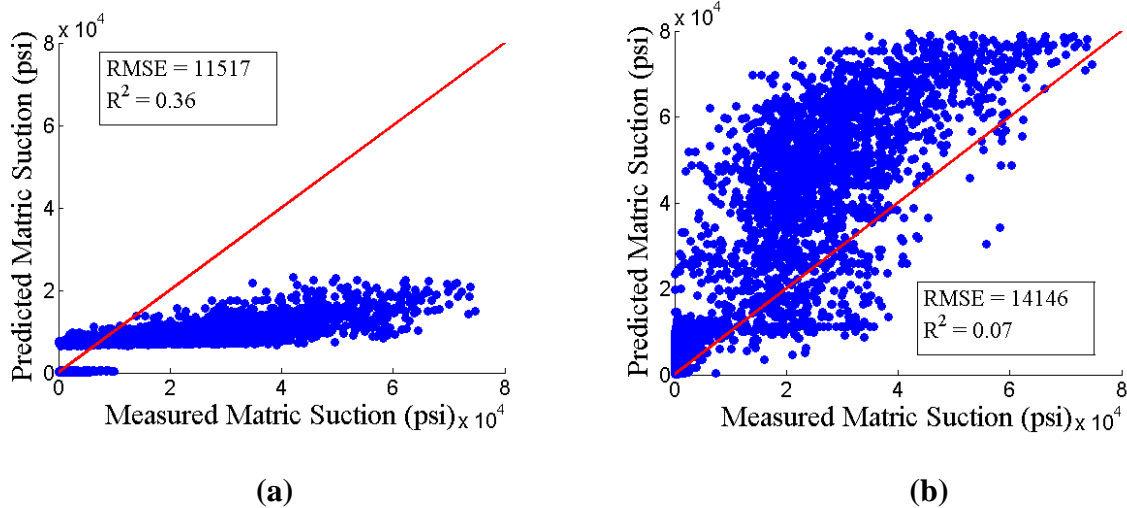 x 10^4
8
6
4
2
0
Predicted Matric Suction (psi)
RMSE = 11517
R^2 = 0.36
0 2 4 6 8
Measured Matric Suction (psi) x 10^4
(a)
x 10^4
8
6
4
2
0
Predicted Matric Suction (psi)
RMSE = 14146
R^2 = 0.07
0 2 4 6 8
Measured Matric Suction (psi) x 10^4
(b)